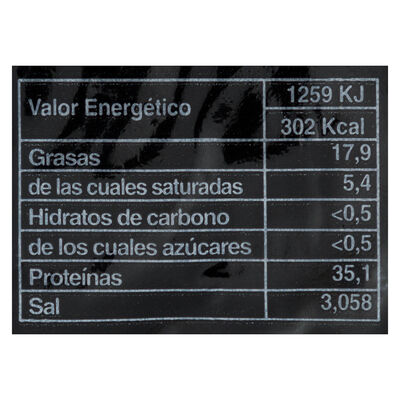 Valor Energético 1259 KJ
302 Kcal
Grasas 17,9
de las cuales saturadas 5,4
Hidratos de carbono <0,5
de los cuales azúcares <0,5
Proteínas 35,1
Sal 3,058